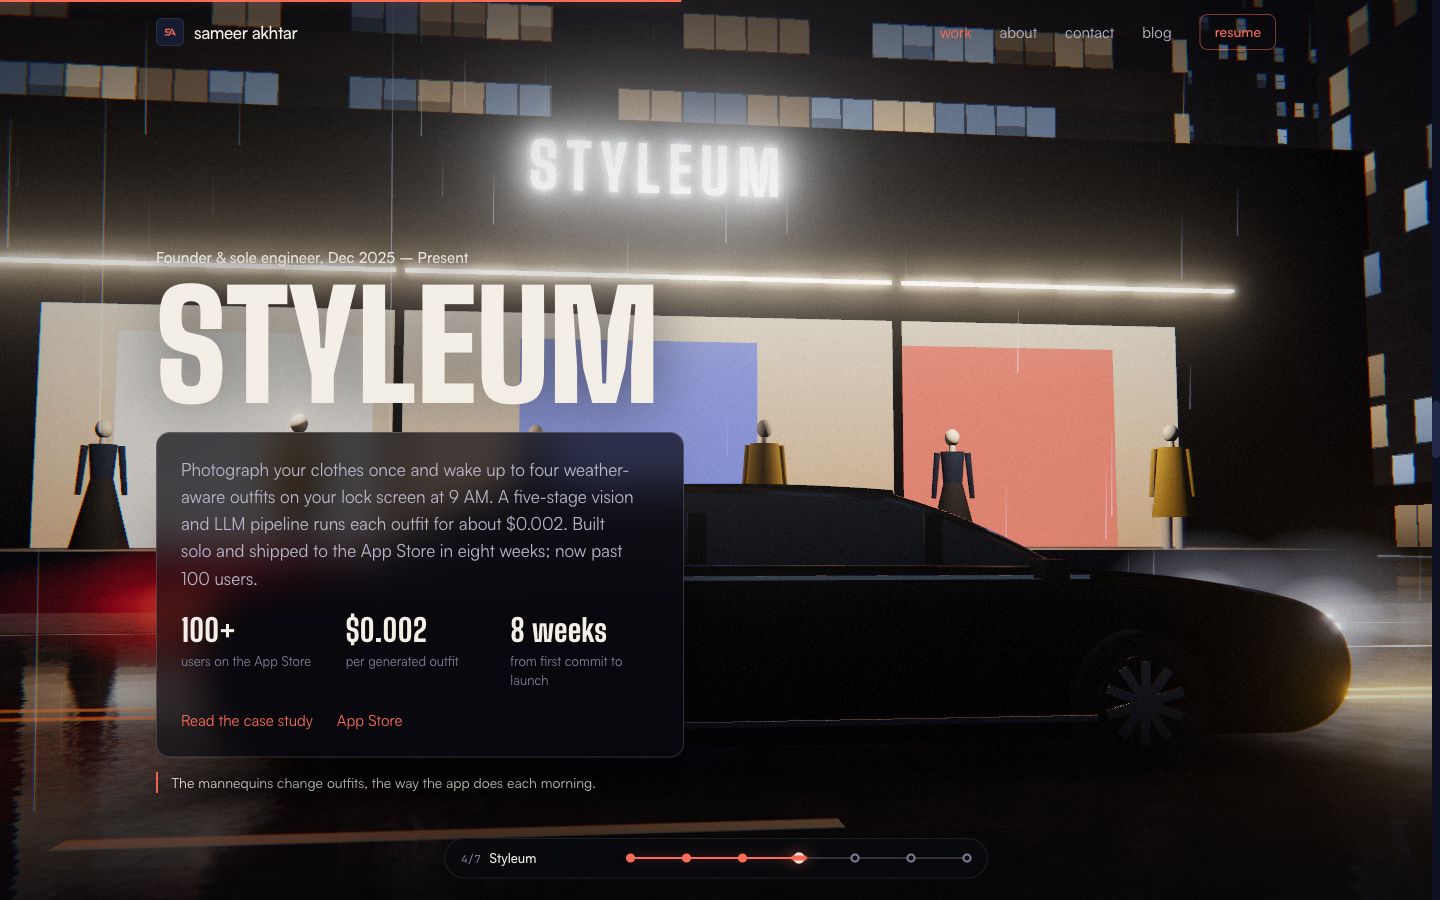 SA sameer akhtar
work about contact blog resume
STYLEUM
Founder & sole engineer, Dec 2025 — Present
STYLEUM
Photograph your clothes once and wake up to four weather-
aware outfits on your lock screen at 9 AM. A five-stage vision
and LLM pipeline runs each outfit for about $0.002. Built
solo and shipped to the App Store in eight weeks; now past
100 users.
100+ $0.002 8 weeks
users on the App Store per generated outfit from first commit to
launch
Read the case study App Store
The mannequins change outfits, the way the app does each morning.
4/7 Styleum